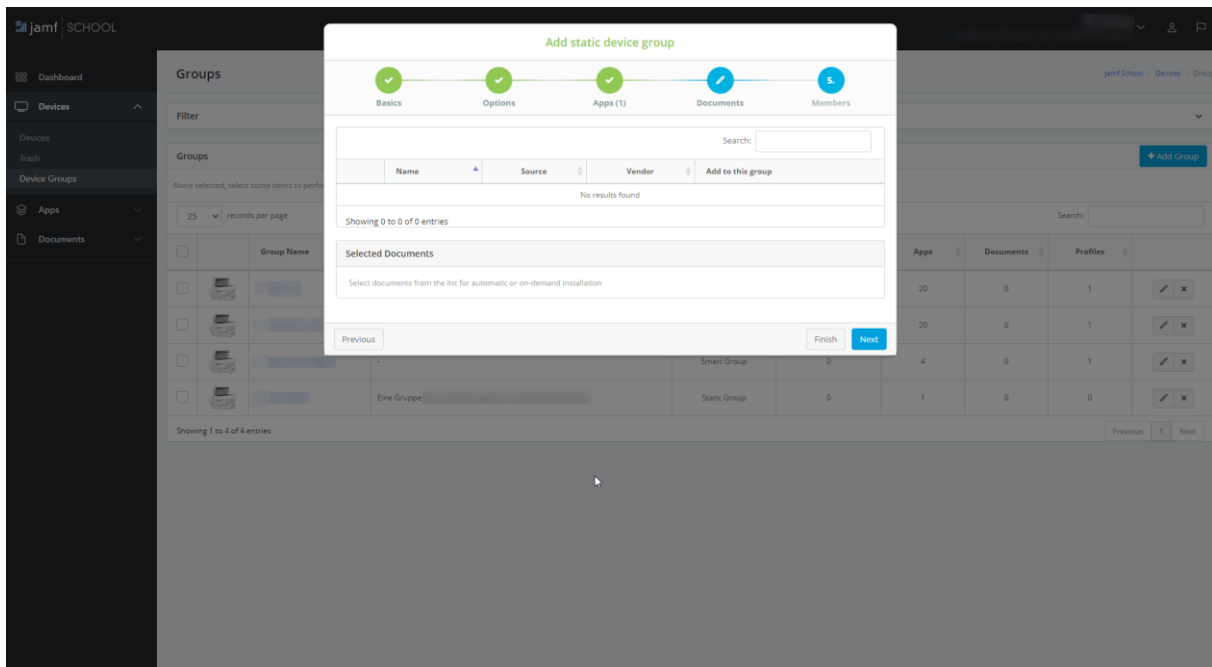 jamf SCHOOL
Dashboard
Devices
Devices
Trash
Device Groups
Apps
Documents
Groups
Jamf School / Devices / Group
Filter
Groups
+ Add Group
None selected, select some items to perfo
25 records per page
Search:
Group Name
Apps
Documents
Profiles
20 0 1
20 0 1
- Smart Group 0 4 0 1
Eine Gruppe Static Group 0 1 0 0
Showing 1 to 4 of 4 entries
Previous 1 Next
Add static device group
5.
Basics Options Apps (1) Documents Members
Search:
Name Source Vendor Add to this group
No results found
Showing 0 to 0 of 0 entries
Selected Documents
Select documents from the list for automatic or on-demand installation
Previous Finish Next